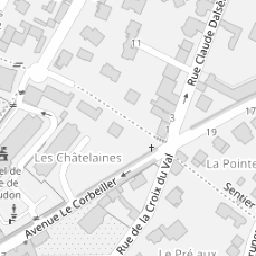 Rue Claude Dalsè
11
3
19
17
Les Châtelaines
La Pointe
el de
é de
udon
Avenue Le Corbeiller
Rue de la Croix du Val
Sentier
Le Pré aux